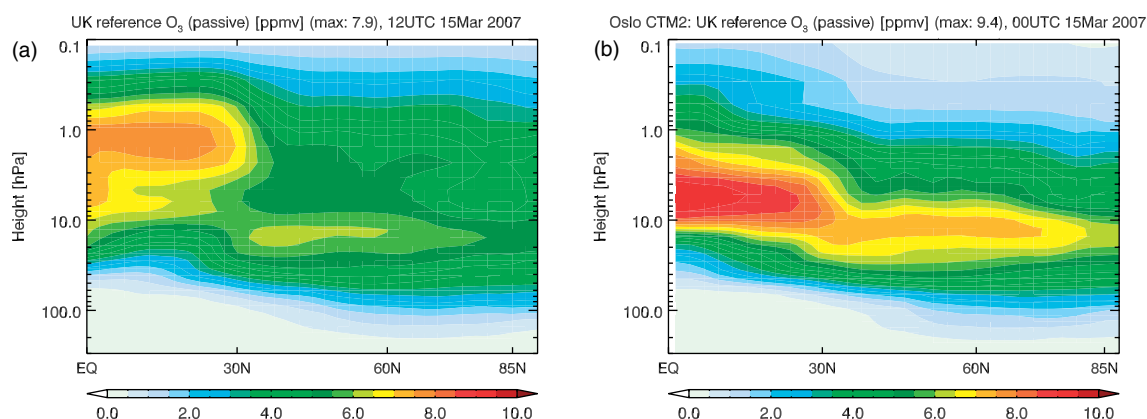 UK reference O3 (passive) [ppmv] (max: 7.9), 12UTC 15Mar 2007
(a)
0.1
1.0
10.0
100.0
Height [hPa]
EQ 30N 60N 85N
0.0 2.0 4.0 6.0 8.0 10.0
Oslo CTM2: UK reference O3 (passive) [ppmv] (max: 9.4), 00UTC 15Mar 2007
(b)
0.1
1.0
10.0
100.0
Height [hPa]
EQ 30N 60N 85N
0.0 2.0 4.0 6.0 8.0 10.0